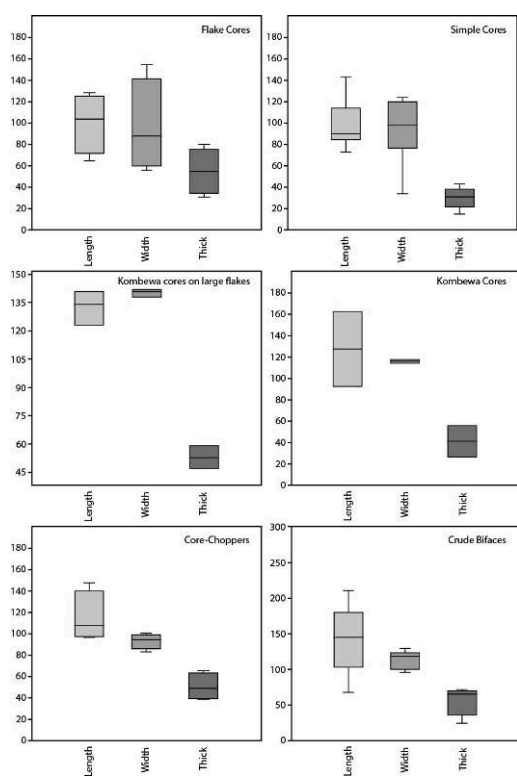 Flake Cores
180
160
140
120
100
80
60
40
20
0
Length
Width
Thick
Simple Cores
180
160
140
120
100
80
60
40
20
0
Length
Width
Thick
Kombewa cores on large flakes
150
135
120
105
90
75
60
45
Length
Width
Thick
Kombewa Cores
180
160
140
120
100
80
60
40
20
0
Length
Width
Thick
Core-Choppers
180
160
140
120
100
80
60
40
20
0
Length
Width
Thick
Crude Bifaces
300
250
200
150
100
50
0
Length
Width
Thick